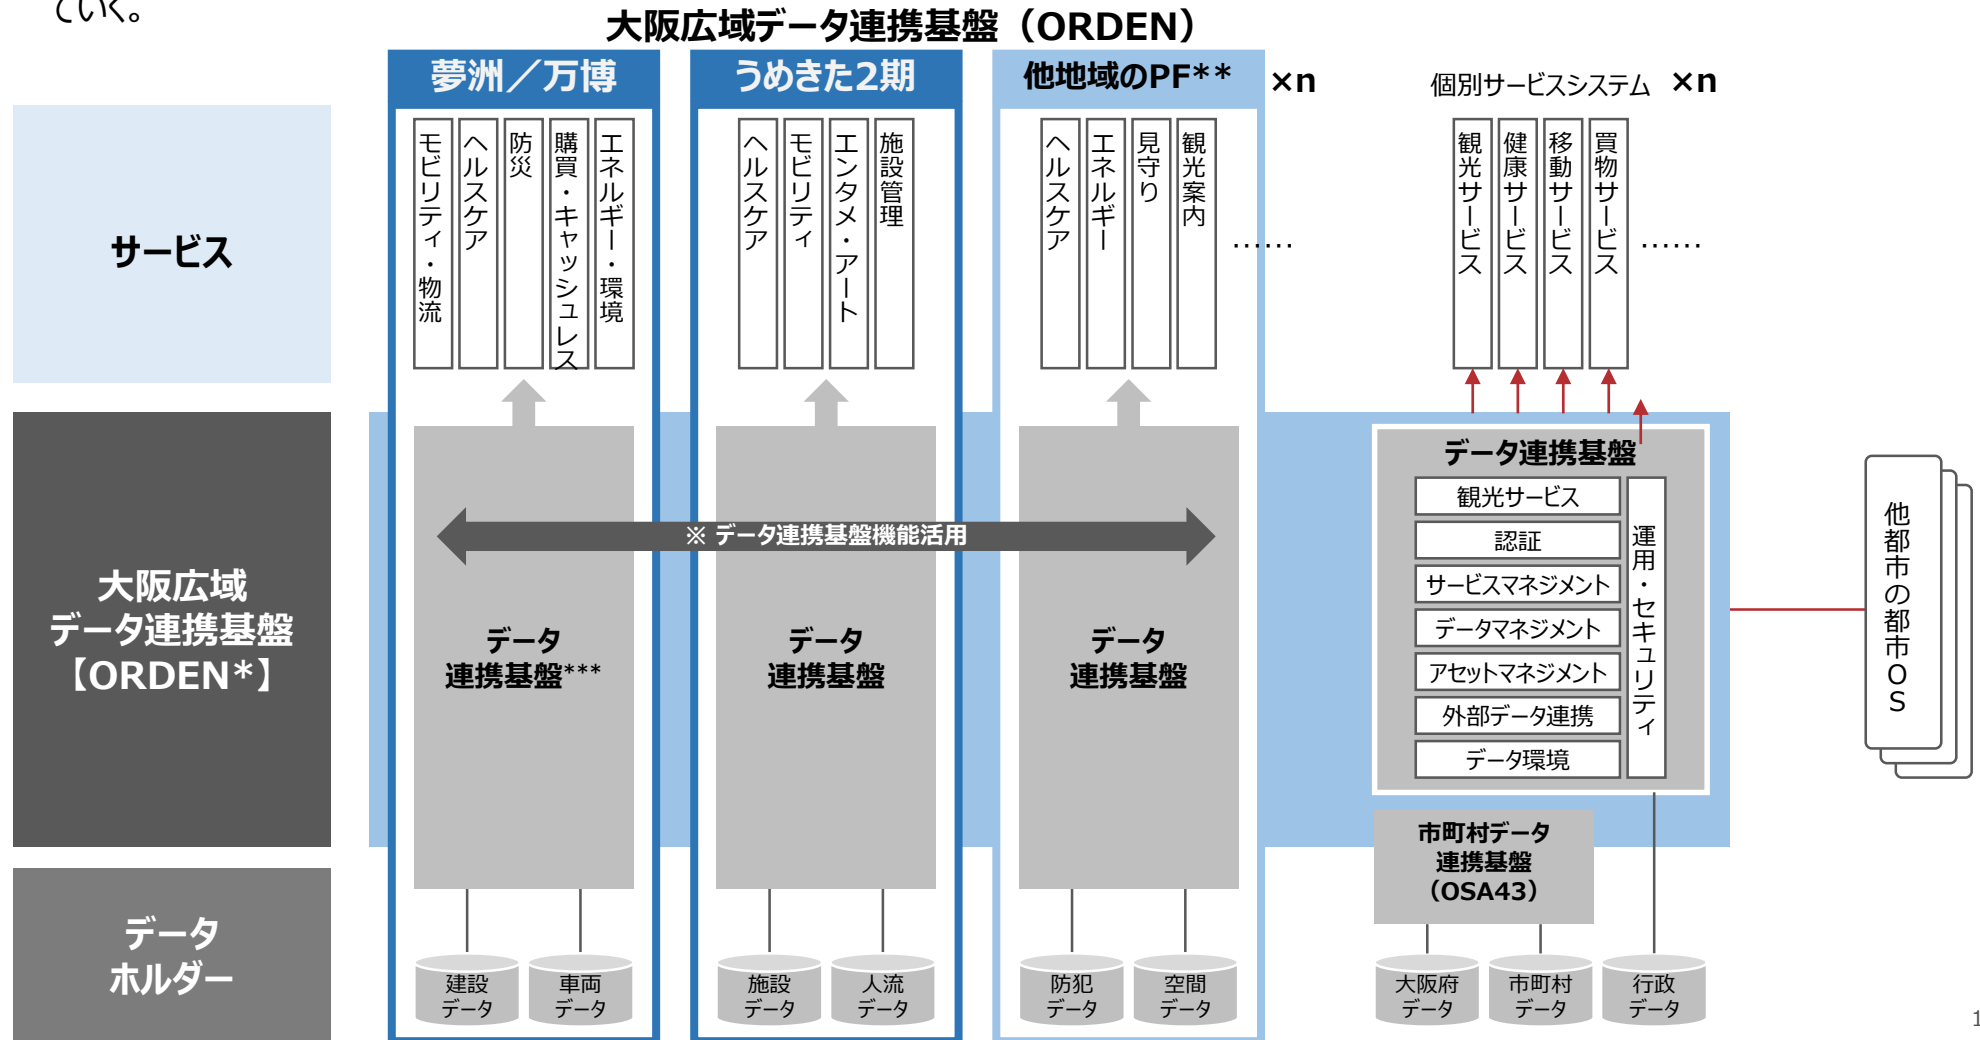 ていく。
大阪広域データ連携基盤（ORDEN）
夢洲／万博
うめきた2期
他地域のPF**
×n
個別サービスシステム
×n
サービス
モビリティ・物流
ヘルスケア
防災
購買・キャッシュレス
エネルギー・環境
ヘルスケア
モビリティ
エンタメ・アート
施設管理
ヘルスケア
エネルギー
見守り
観光案内
……
観光サービス
健康サービス
移動サービス
買物サービス
……
大阪広域
データ連携基盤
【ORDEN*】
※ データ連携基盤機能活用
データ
連携基盤***
データ
連携基盤
データ
連携基盤
データ連携基盤
観光サービス
認証
サービスマネジメント
データマネジメント
アセットマネジメント
外部データ連携
データ環境
運用・セキュリティ
他都市の都市OS
市町村データ
連携基盤
（OSA43）
データ
ホルダー
建設
データ
車両
データ
施設
データ
人流
データ
防犯
データ
空間
データ
大阪府
データ
市町村
データ
行政
データ
1